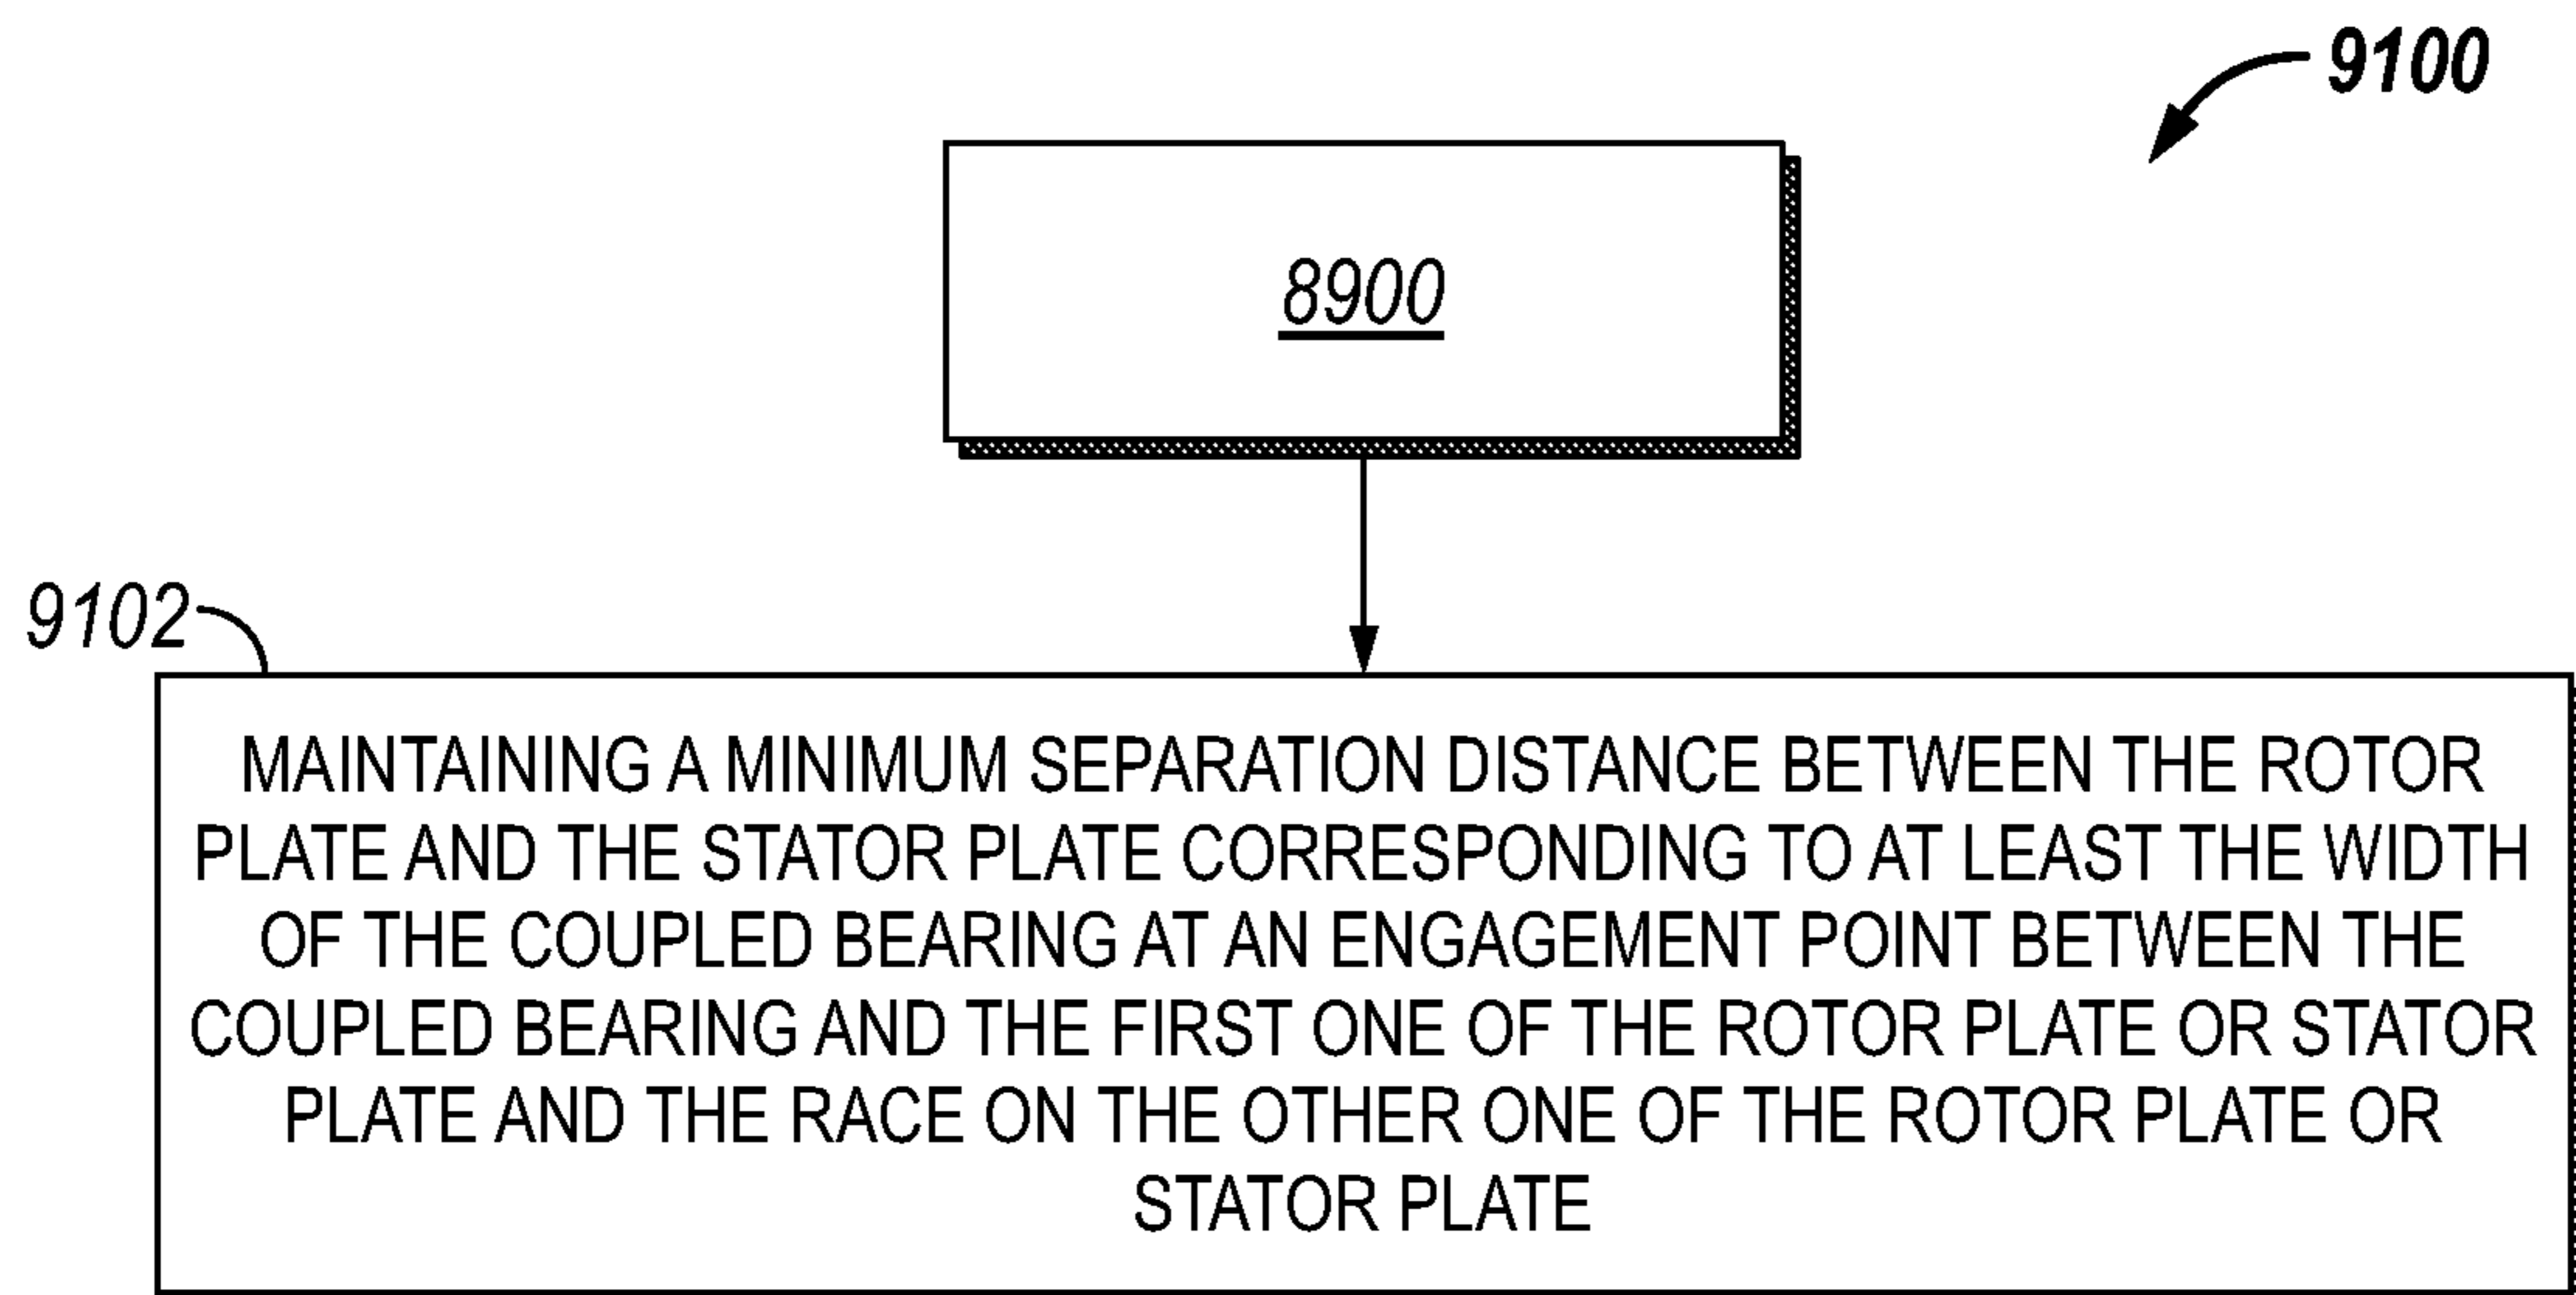 9100
8900
9102
MAINTAINING A MINIMUM SEPARATION DISTANCE BETWEEN THE ROTOR
PLATE AND THE STATOR PLATE CORRESPONDING TO AT LEAST THE WIDTH
OF THE COUPLED BEARING AT AN ENGAGEMENT POINT BETWEEN THE
COUPLED BEARING AND THE FIRST ONE OF THE ROTOR PLATE OR STATOR
PLATE AND THE RACE ON THE OTHER ONE OF THE ROTOR PLATE OR
STATOR PLATE